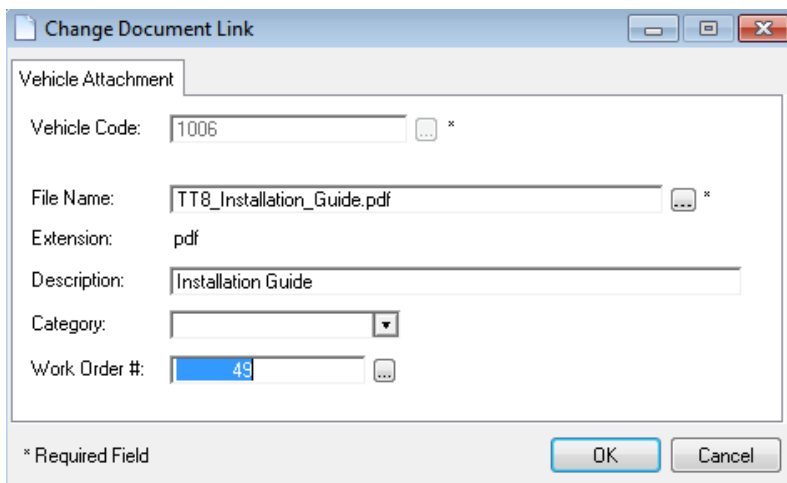 Change Document Link
Vehicle Attachment
Vehicle Code: 1006 ... *
File Name: TT8_Installation_Guide.pdf ... *
Extension: pdf
Description: Installation Guide
Category:
Work Order #: 49 ...
* Required Field OK Cancel